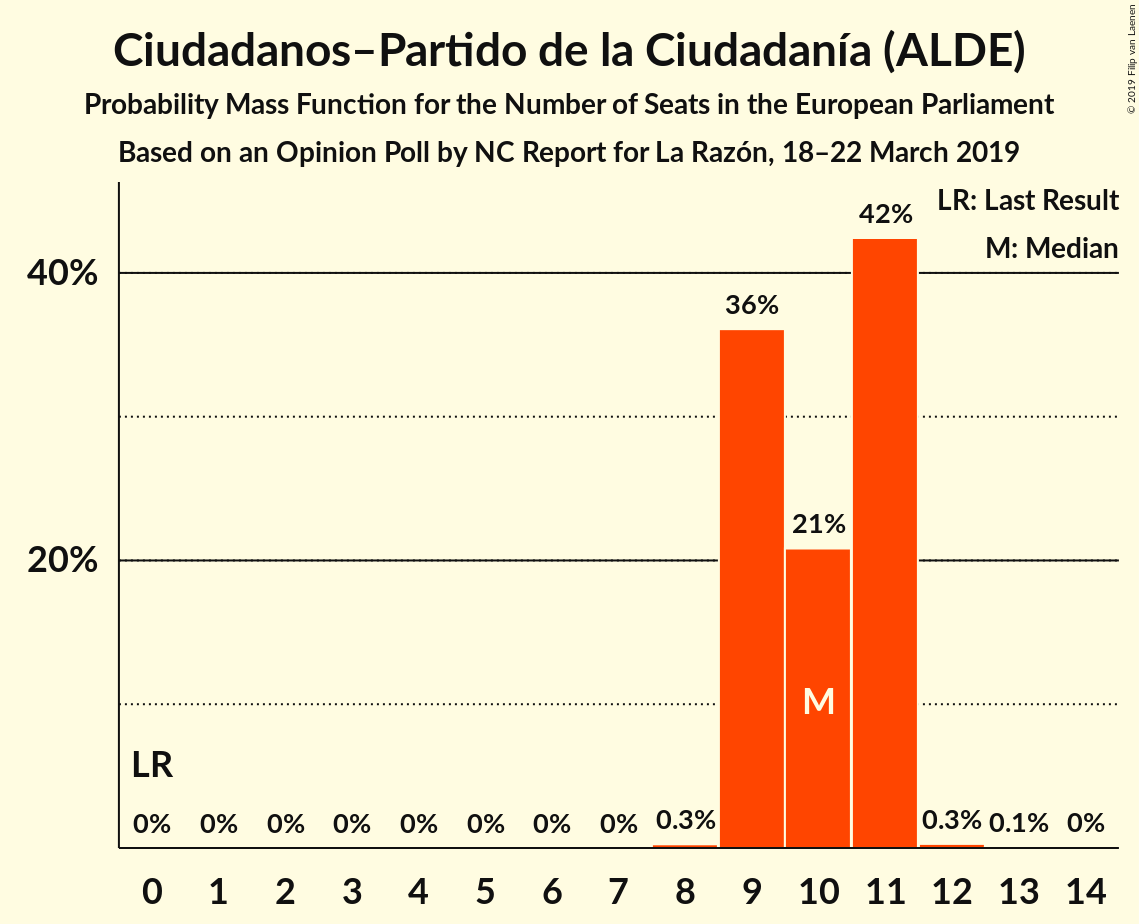 Ciudadanos–Partido de la Ciudadanía (ALDE)
Probability Mass Function for the Number of Seats in the European Parliament
Based on an Opinion Poll by NC Report for La Razón, 18–22 March 2019
© 2019 Filip van Laenen
LR: Last Result
M: Median
42%
40%
36%
21%
20%
M
LR
0% 0% 0% 0% 0% 0% 0% 0% 0.3% 0.3% 0.1% 0%
0 1 2 3 4 5 6 7 8 9 10 11 12 13 14